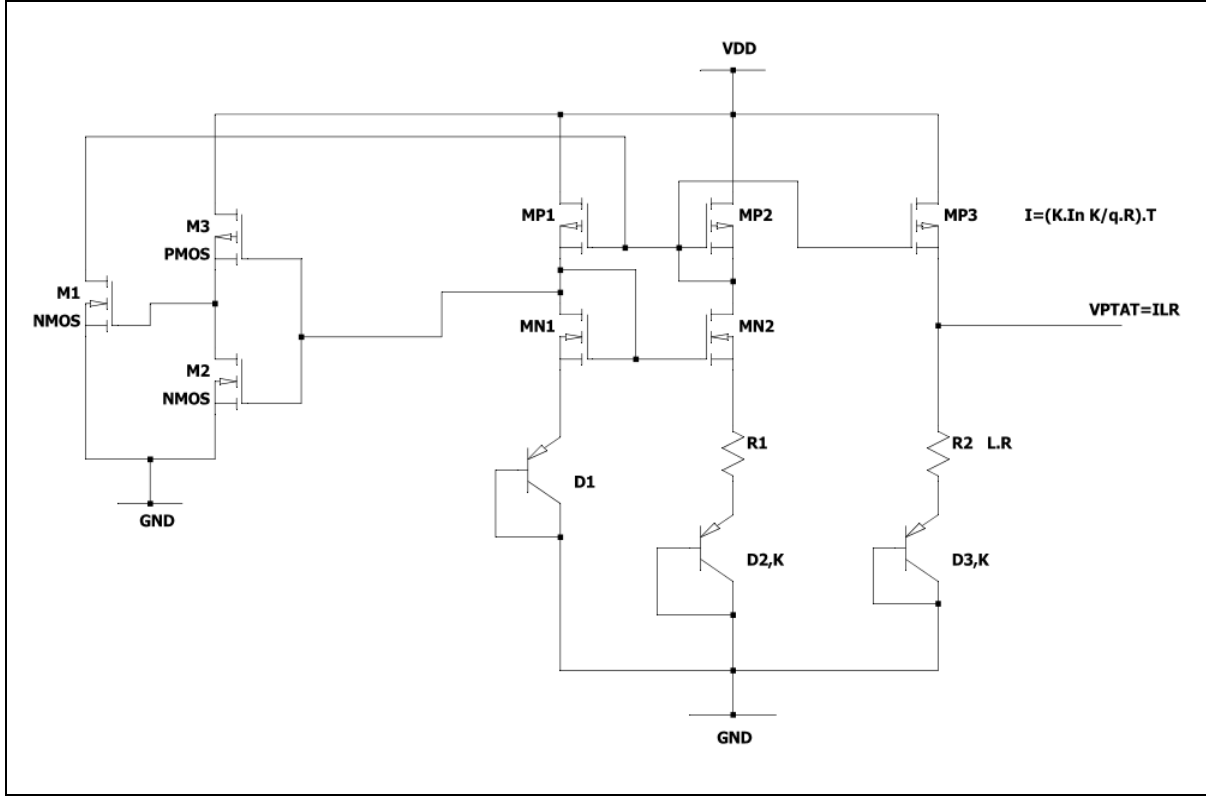 VDD
M3
MP1
MP2
MP3
I=(K.In K/q.R).T
PMOS
M1
NMOS
VPTAT=ILR
MN1
MN2
M2
NMOS
R1
R2 L.R
D1
GND
D2,K
D3,K
GND